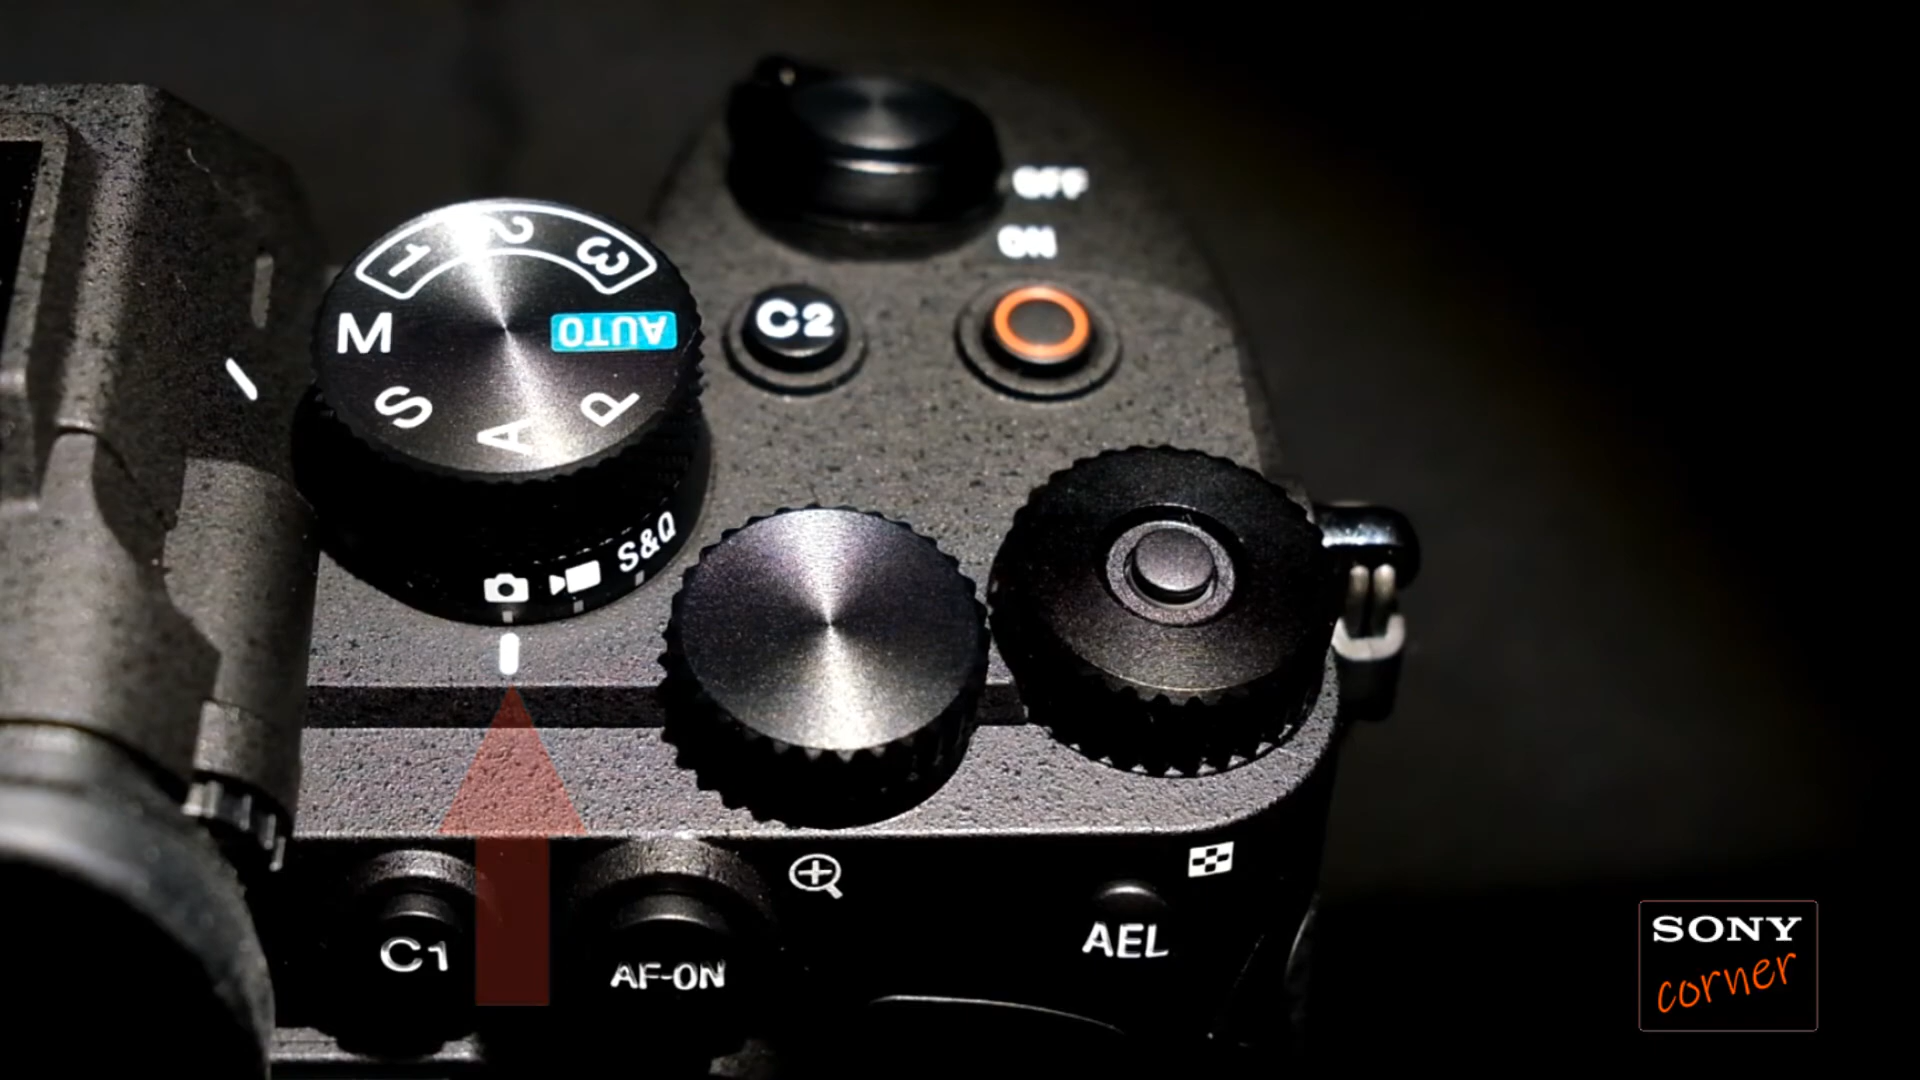 OFF
ON
1 2 3
M
AUTO
C2
S
A
P
S&Q
C1
AF-ON
AEL
SONY
corner